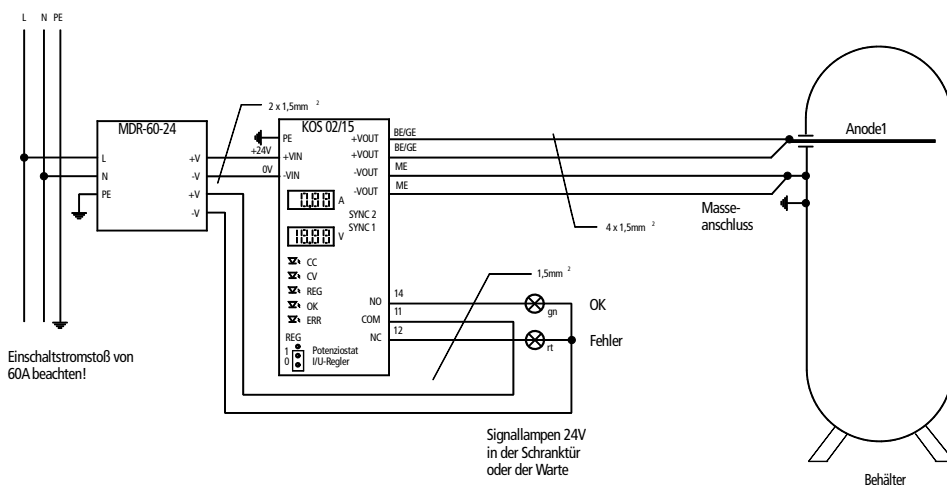 L N PE
2 x 1,5mm 2
MDR-60-24
L
N
PE
+V
-V
+V
-V
+24V
0V
KOS 02/15
PE
+VIN
-VIN
+VOUT
+VOUT
-VOUT
-VOUT
0.88 A
SYNC 2
SYNC 1
18.88 V
CC
CV
REG
OK
ERR
NO
COM
NC
REG
1
0
Potenziostat
I/U-Regler
BE/GE
BE/GE
ME
ME
4 x 1,5mm 2
Masse-
anschluss
Anode1
1,5mm 2
14
11
12
gn
rt
OK
Fehler
Einschaltstromstoß von
60A beachten!
Signallampen 24V
in der Schranktür
oder der Warte
Behälter